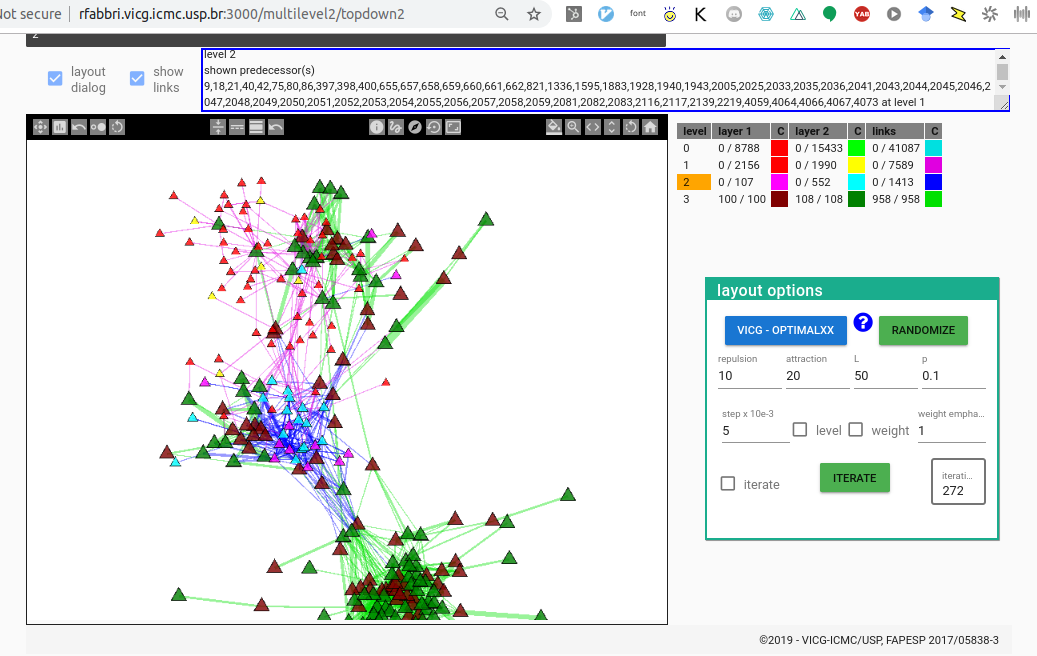 Not secure | rfabbri.vicg.icmc.usp.br:3000/multilevel2/topdown2
font
K
YAB
2
layout dialog
show links
level 2
shown predecessor(s)
9,18,21,40,42,75,80,86,397,398,400,655,657,658,659,660,661,662,821,1336,1595,1883,1928,1940,1943,2005,2025,2033,2035,2036,2041,2043,2044,2045,2046,2
047,2048,2049,2050,2051,2052,2053,2054,2055,2056,2057,2058,2059,2081,2082,2083,2116,2117,2139,2219,4059,4064,4066,4067,4073 at level 1
level layer 1 C layer 2 C links C
0 0 / 8788 0 / 15433 0 / 41087
1 0 / 2156 0 / 1990 0 / 7589
2 0 / 107 0 / 552 0 / 1413
3 100 / 100 108 / 108 958 / 958
layout options
VICG - OPTIMALXX ? RANDOMIZE
repulsion attraction L p
10 20 50 0.1
step x 10e-3 weight empha...
5 level weight 1
iterate ITERATE iterati...
272
©2019 - VICG-ICMC/USP, FAPESP 2017/05838-3